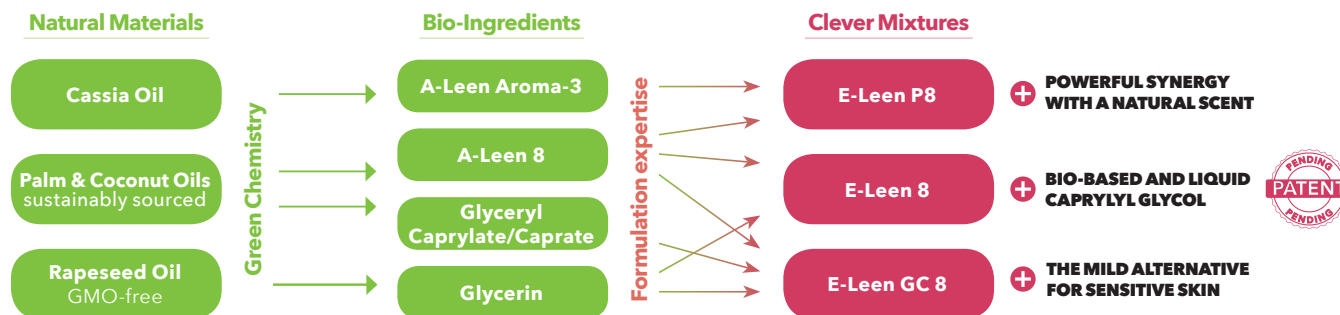 Natural Materials
Bio-Ingredients
Clever Mixtures
Cassia Oil
Palm & Coconut Oils
sustainably sourced
Rapeseed Oil
GMO-free
Green Chemistry
A-Leen Aroma-3
A-Leen 8
Glyceryl
Caprylate/Caprate
Glycerin
Formulation expertise
E-Leen P8
POWERFUL SYNERGY
WITH A NATURAL SCENT
E-Leen 8
BIO-BASED AND LIQUID
CAPRYLYL GLYCOL
PENDING
PATENT
PENDING
E-Leen GC 8
THE MILD ALTERNATIVE
FOR SENSITIVE SKIN